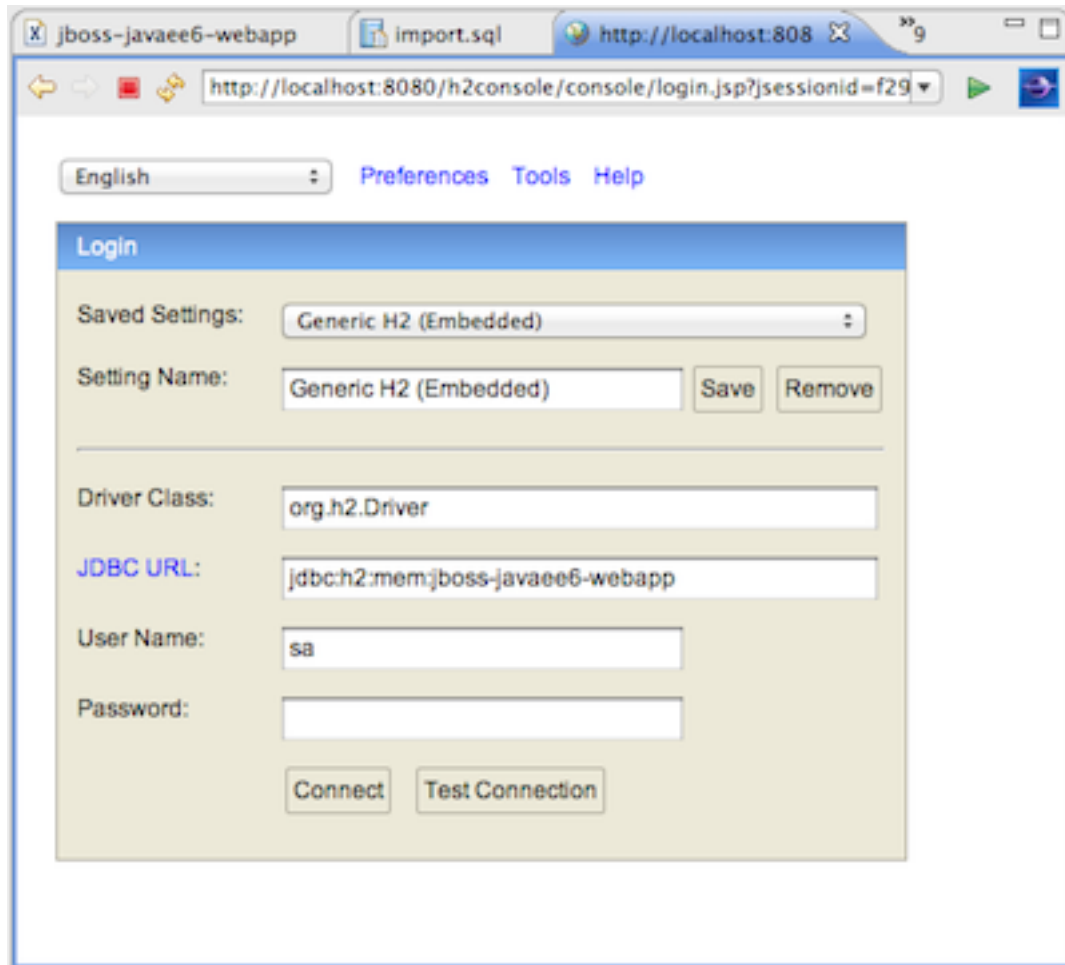 jboss-javaee6-webapp import.sql http://localhost:808 »9
http://localhost:8080/h2console/console/login.jsp?jsessionid=f29
English Preferences Tools Help
Login
Saved Settings: Generic H2 (Embedded)
Setting Name: Generic H2 (Embedded) Save Remove
Driver Class: org.h2.Driver
JDBC URL: jdbc:h2:mem:jboss-javaee6-webapp
User Name: sa
Password:
Connect Test Connection